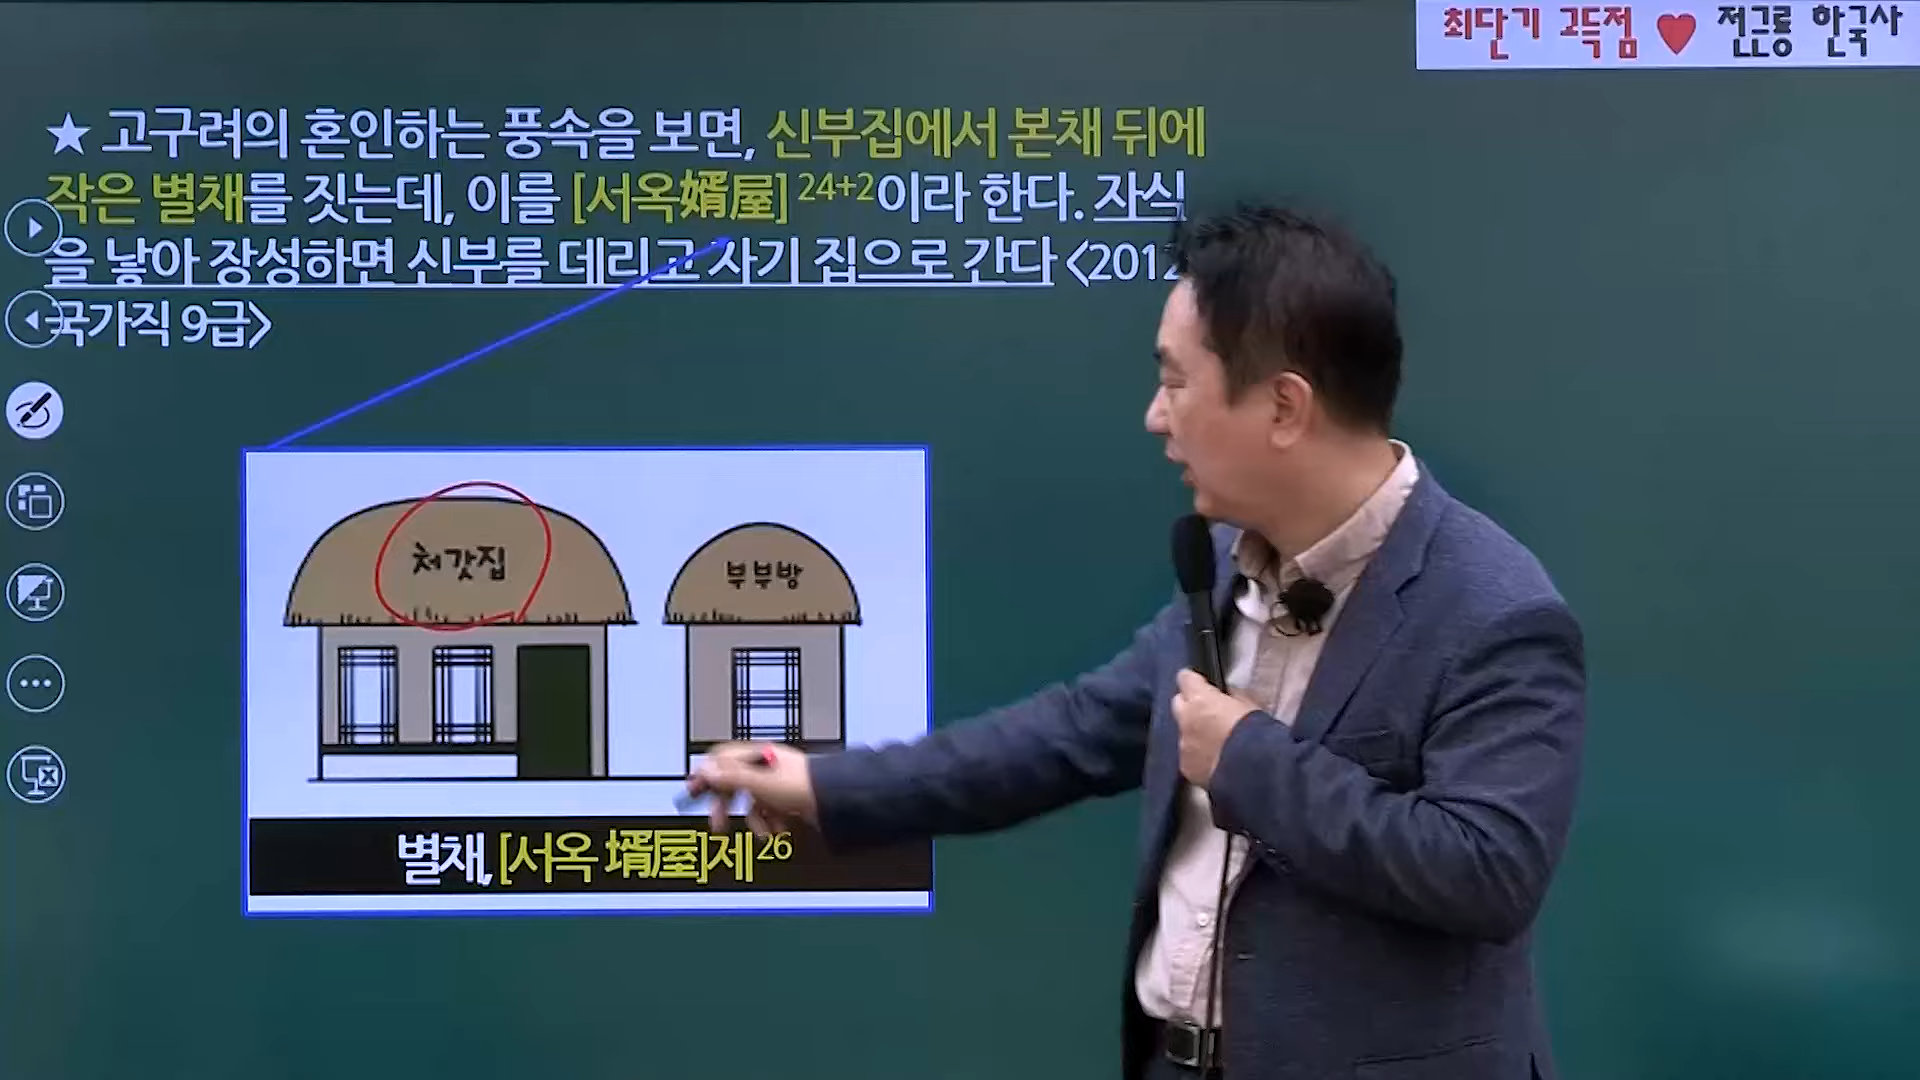 최단기 고득점 ♥ 전근룡 한국사
★ 고구려의 혼인하는 풍속을 보면, 신부집에서 본채 뒤에
작은 별채를 짓는데, 이를 [서옥婿屋] 24+2이라 한다. 자식
을 낳아 장성하면 신부를 데리고 자기 집으로 간다 <2012
국가직 9급>
처갓집
부부방
별채, [서옥 壻屋]제26